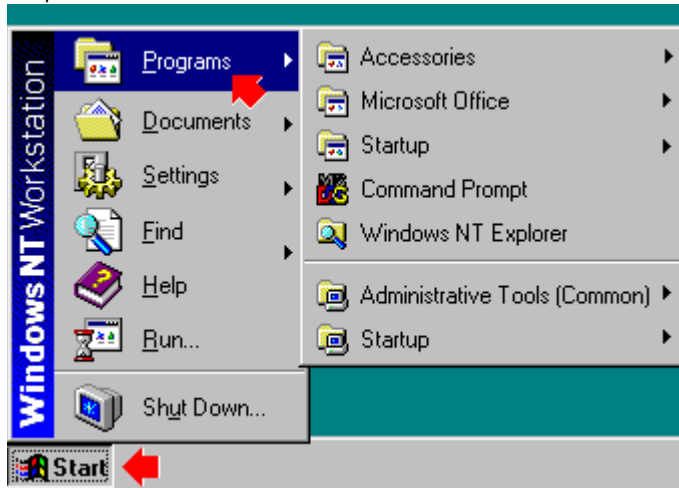 Windows NT Workstation
Programs
Documents
Settings
Find
Help
Run...
Shut Down...
Accessories
Microsoft Office
Startup
Command Prompt
Windows NT Explorer
Administrative Tools (Common)
Startup
Start